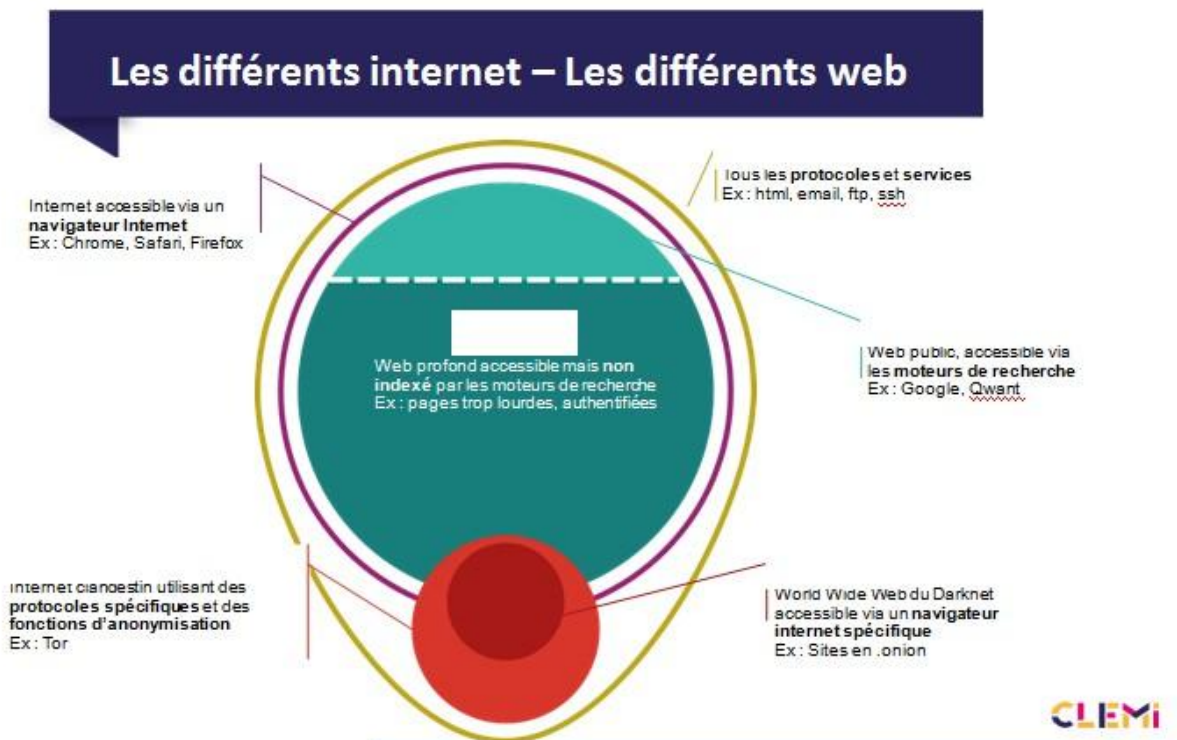 Les différents internet – Les différents web
Internet accessible via un
navigateur Internet
Ex : Chrome, Safari, Firefox
Tous les protocoles et services
Ex : html, email, ftp, ssh
Web profond accessible mais non
indexé par les moteurs de recherche
Ex : pages trop lourdes, authentifiées
Web public, accessible via
les moteurs de recherche
Ex : Google, Qwant
Internet clandestin utilisant des
protocoles spécifiques et des
fonctions d'anonymisation
Ex : Tor
World Wide Web du Darknet
accessible via un navigateur
internet spécifique
Ex : Sites en .onion
CLEMi